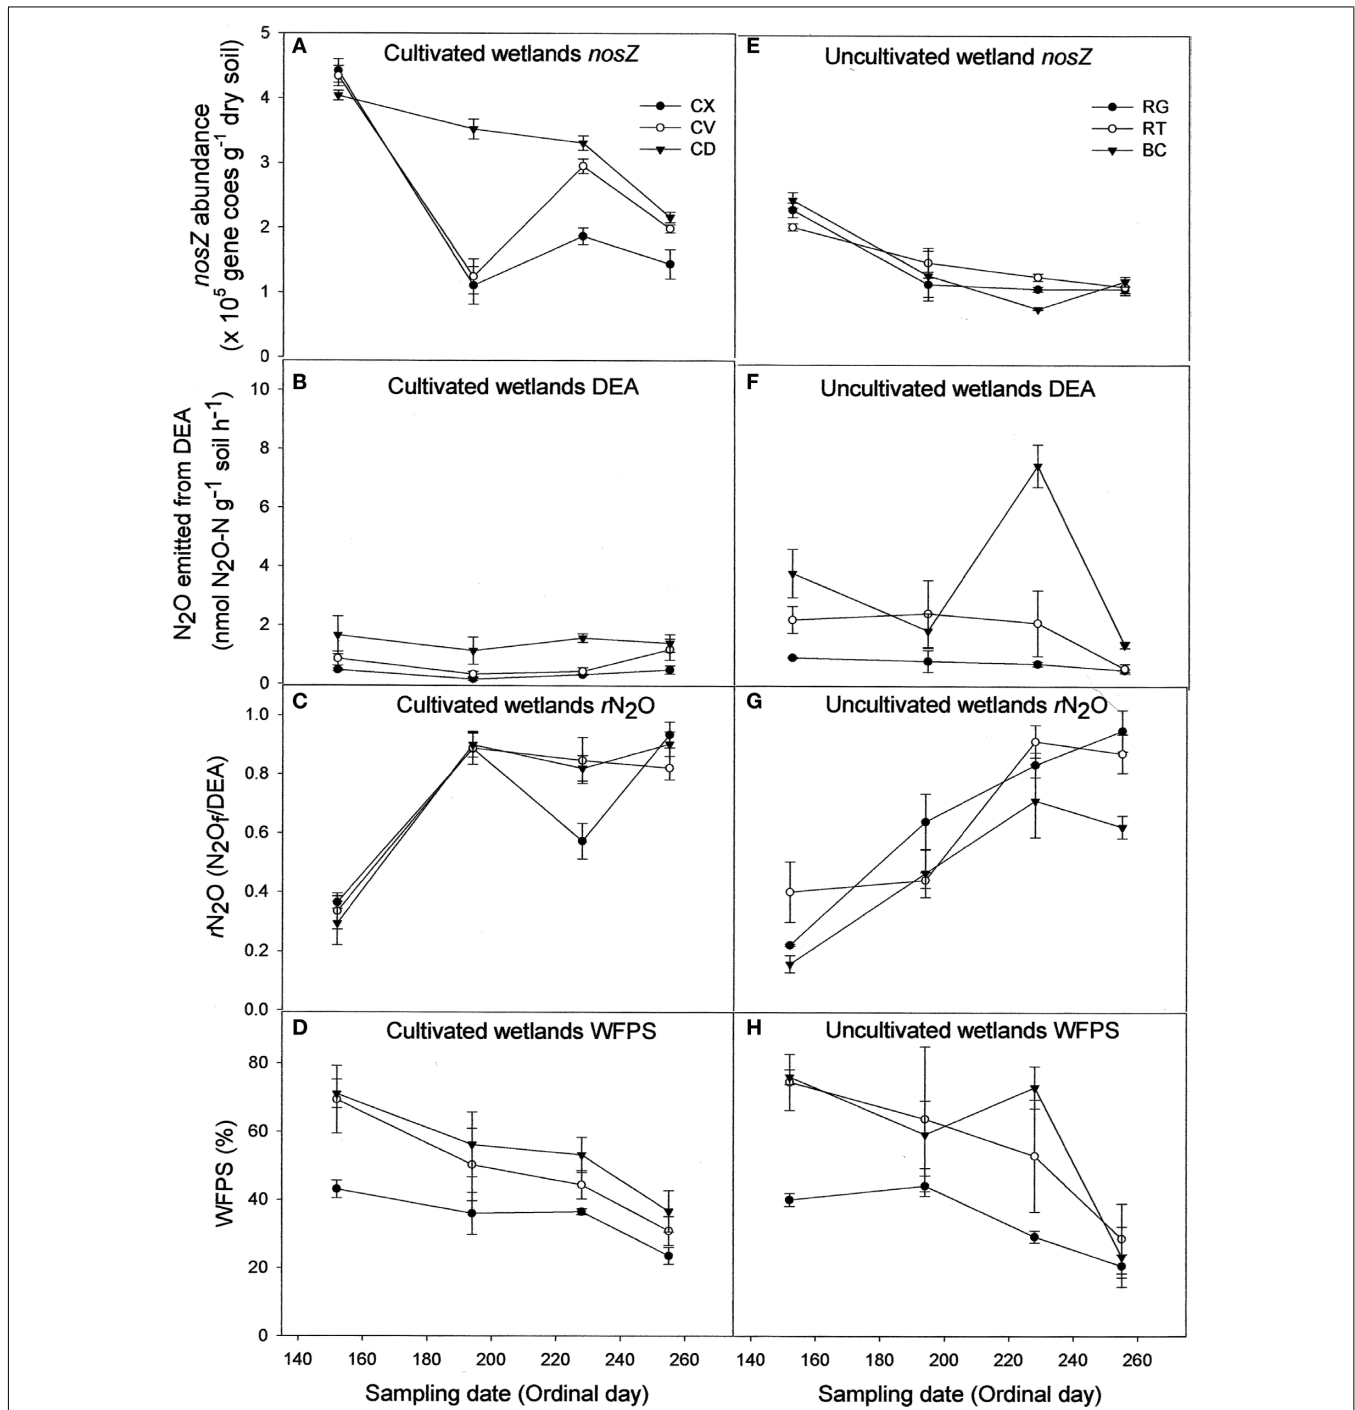 A
Cultivated wetlands nosZ
CX
CV
CD
nosZ abundance
(x 10⁵ gene coes g⁻¹ dry soil)
5
4
3
2
1
0
E
Uncultivated wetland nosZ
RG
RT
BC
B
Cultivated wetlands DEA
N₂O emitted from DEA
(nmol N₂O-N g⁻¹ soil h⁻¹)
10
8
6
4
2
0
F
Uncultivated wetlands DEA
C
Cultivated wetlands rN₂O
rN₂O (N₂Of/DEA)
1.0
0.8
0.6
0.4
0.2
0.0
G
Uncultivated wetlands rN₂O
D
Cultivated wetlands WFPS
WFPS (%)
80
60
40
20
0
H
Uncultivated wetlands WFPS
140 160 180 200 220 240 260
Sampling date (Ordinal day)
140 160 180 200 220 240 260
Sampling date (Ordinal day)